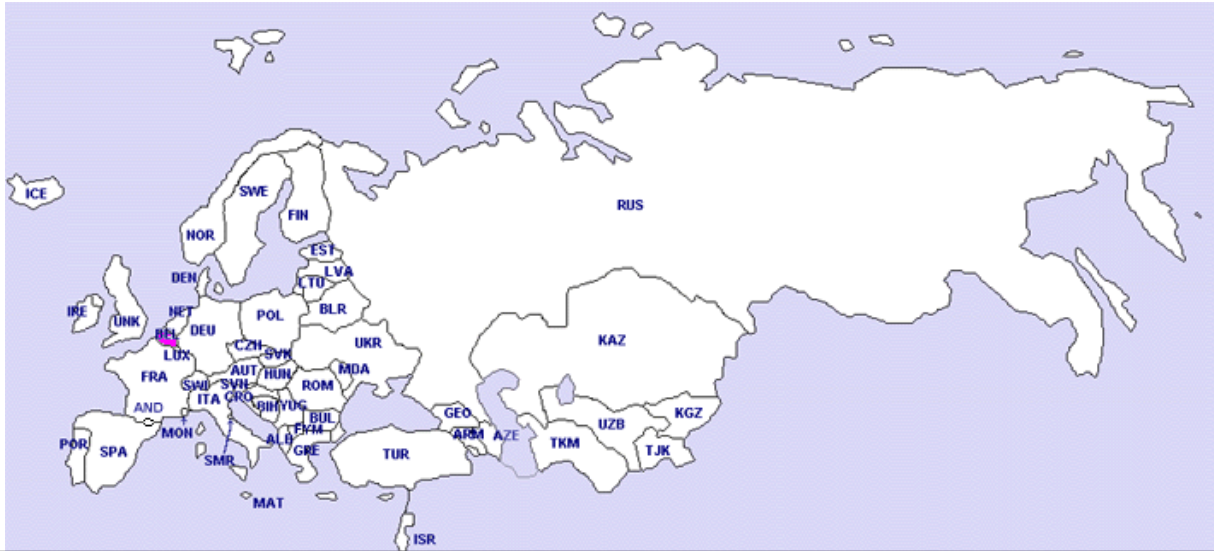 ICE
SWE
RUS
FIN
NOR
EST
LVA
DEN
LTU
IRE
NET
BLR
POL
UNK
DEU
BEL
KAZ
UKR
CZH
SVK
LUX
AUT
HUN
MDA
FRA
SWI
SVN
ROM
ITA
CRO
BIH
YUG
AND
GEO
KGZ
BUL
UZB
MON
FYM
ARM
AZE
ALB
POR
SPA
GRE
TUR
TKM
TJK
SMR
MAT
ISR